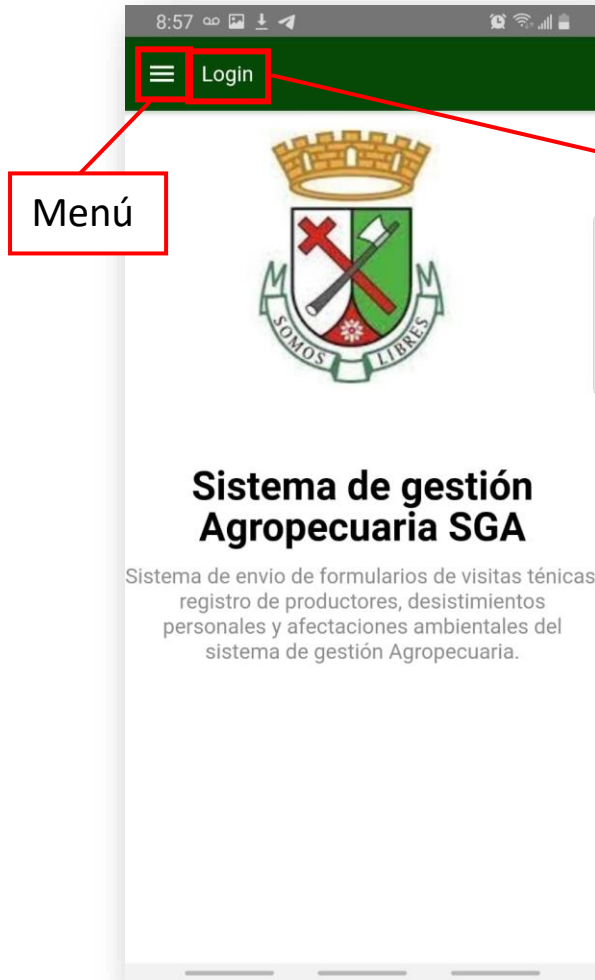 8:57
Login
Menú
SOMOS LIBRES
Sistema de gestión
Agropecuaria SGA
Sistema de envio de formularios de visitas ténicas
registro de productores, desistimientos
personales y afectaciones ambientales del
sistema de gestión Agropecuaria.